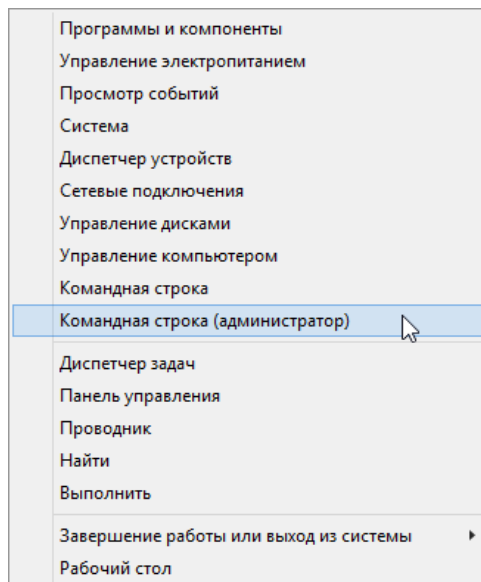 Программы и компоненты
Управление электропитанием
Просмотр событий
Система
Диспетчер устройств
Сетевые подключения
Управление дисками
Управление компьютером
Командная строка
Командная строка (администратор)
Диспетчер задач
Панель управления
Проводник
Найти
Выполнить
Завершение работы или выход из системы
Рабочий стол